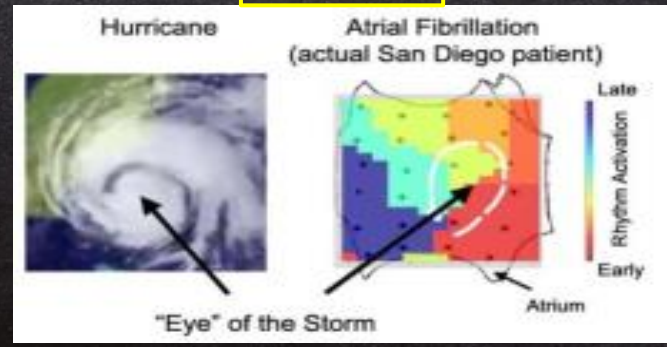 Hurricane
Atrial Fibrillation
(actual San Diego patient)
Late
Rhythm Activation
Early
Atrium
"Eye" of the Storm